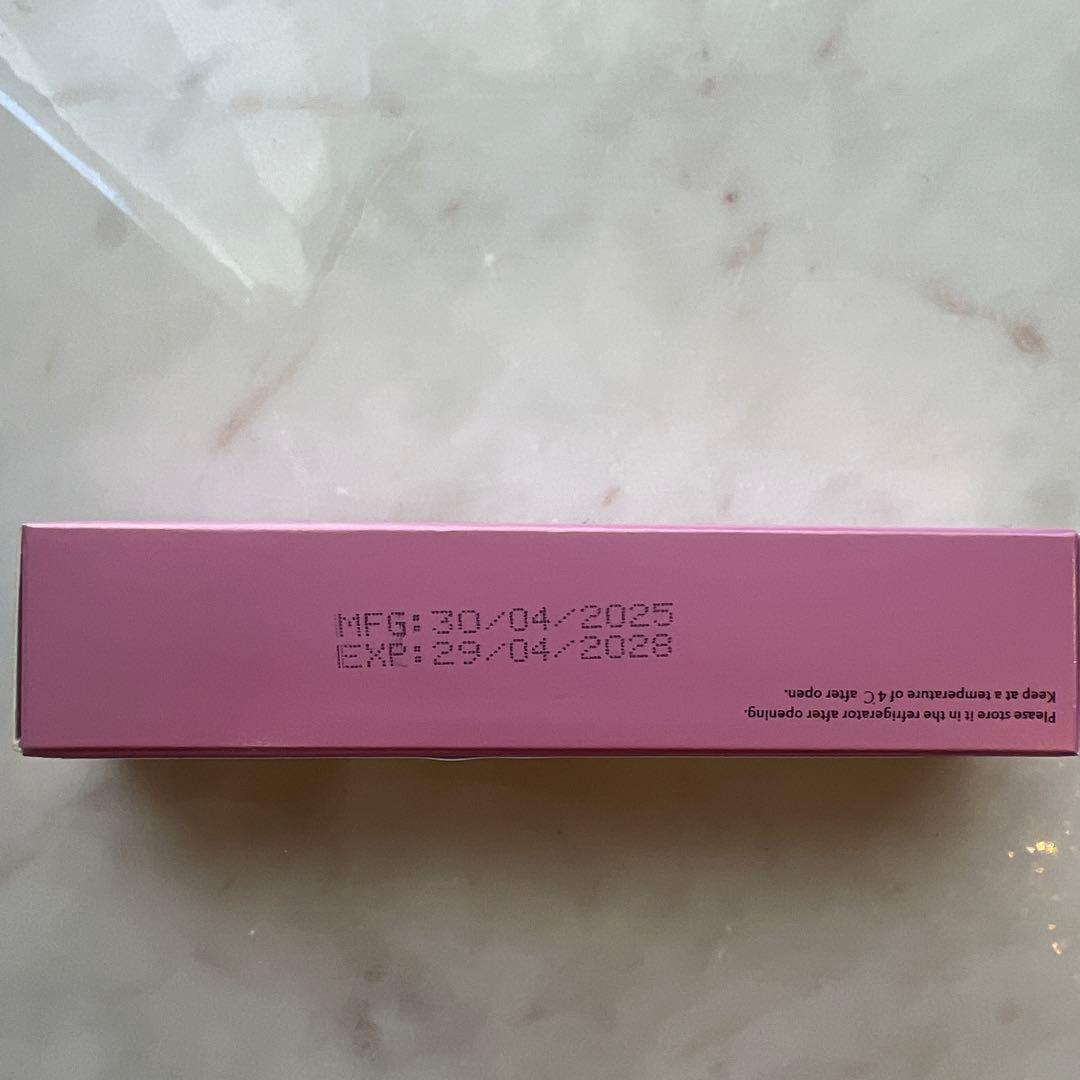 MFG: 30/04/2025
EXP: 29/04/2028
Please store it in the refrigerator after opening.
Keep at a temperature of 4℃ after open.